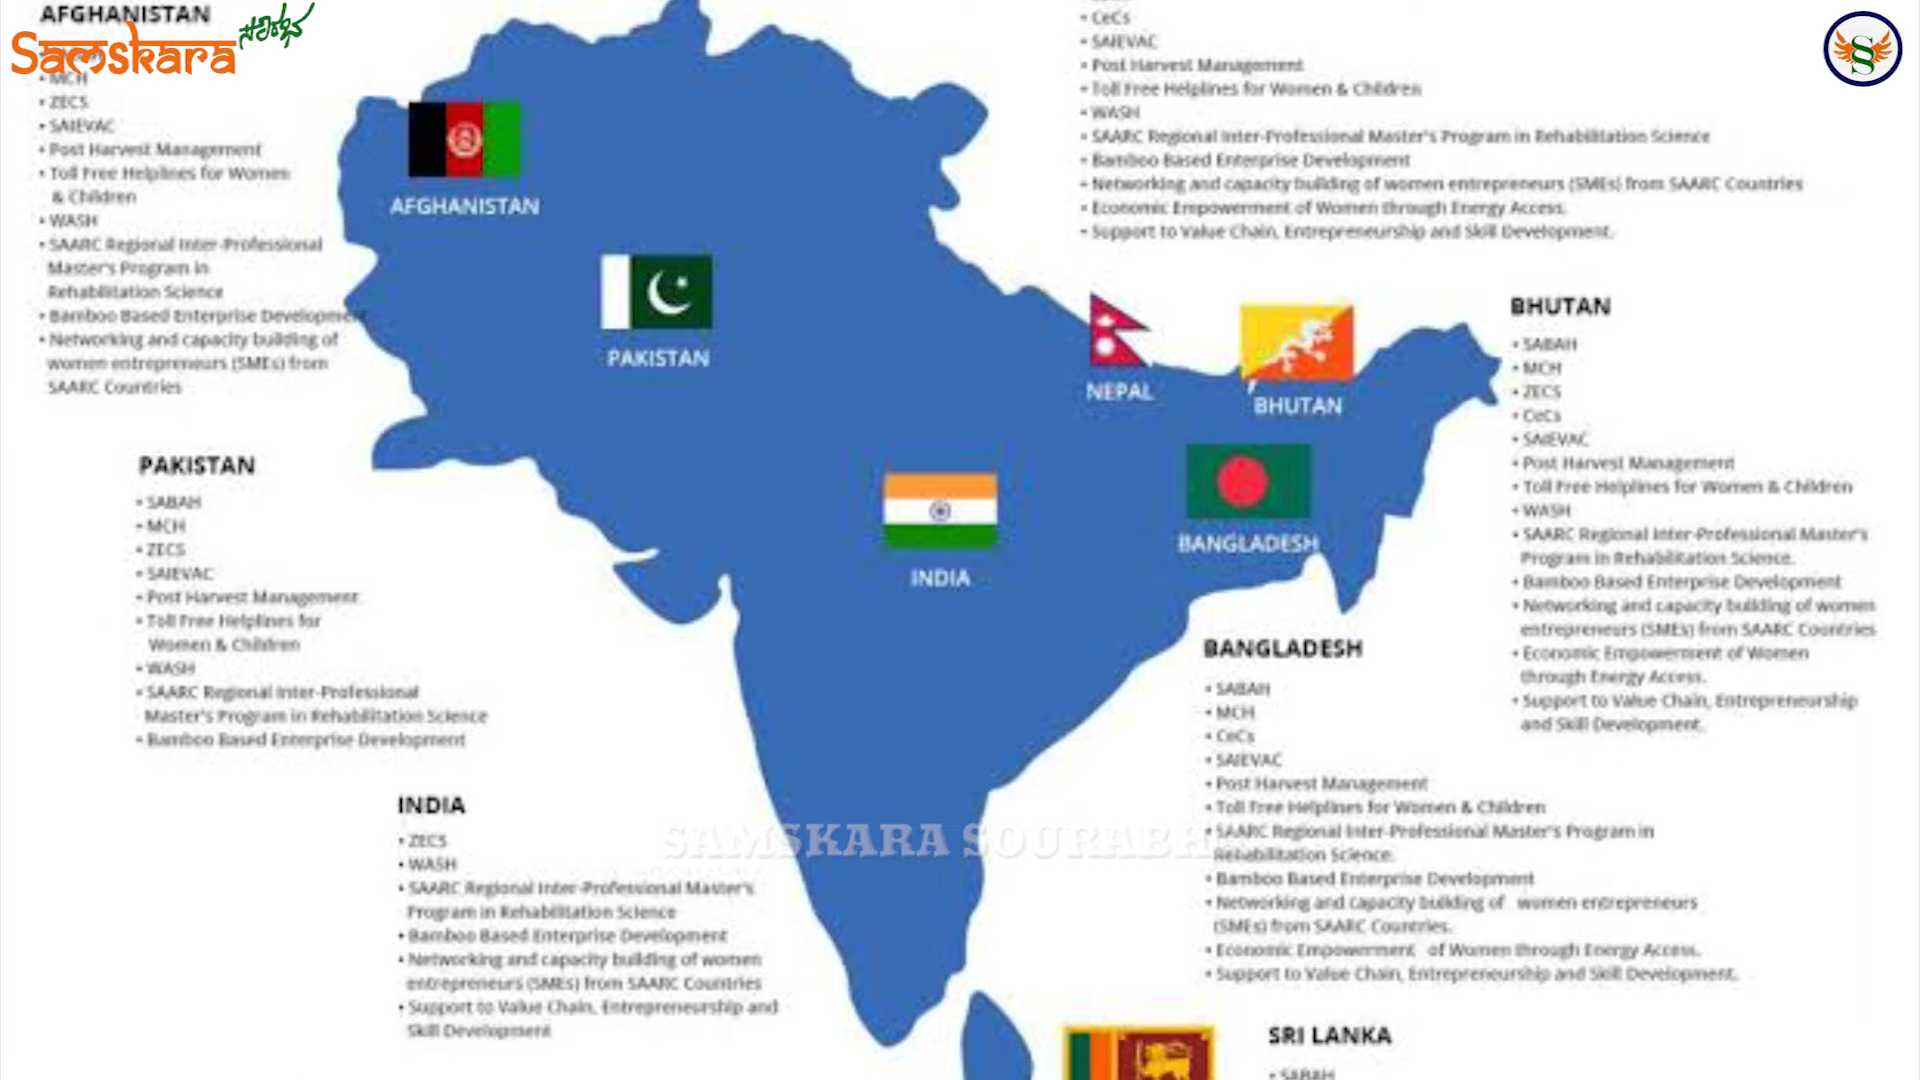 AFGHANISTAN
Samskara
ಸೌರಭ
• MCH
• ZECS
• SAIEVAC
• Post Harvest Management
• Toll Free Helplines for Women
& Children
• WASH
• SAARC Regional Inter-Professional
Master's Program in
Rehabilitation Science
• Bamboo Based Enterprise Development
• Networking and capacity building of
women entrepreneurs (SMEs) from
SAARC Countries
PAKISTAN
• SABAH
• MCH
• ZECS
• SAIEVAC
• Post Harvest Management
• Toll Free Helplines for
Women & Children
• WASH
• SAARC Regional Inter-Professional
Master's Program in Rehabilitation Science
• Bamboo Based Enterprise Development
INDIA
• ZECS
• WASH
• SAARC Regional Inter-Professional Master's
Program in Rehabilitation Science
• Bamboo Based Enterprise Development
• Networking and capacity building of women
entrepreneurs (SMEs) from SAARC Countries
• Support to Value Chain, Entrepreneurship and
Skill Development
AFGHANISTAN
PAKISTAN
NEPAL
BHUTAN
INDIA
BANGLADESH
SAMSKARA SOURABH
• CeCs
• SAIEVAC
• Post Harvest Management
• Toll Free Helplines for Women & Children
• WASH
• SAARC Regional Inter-Professional Master's Program in Rehabilitation Science
• Bamboo Based Enterprise Development
• Networking and capacity building of women entrepreneurs (SMEs) from SAARC Countries
• Economic Empowerment of Women through Energy Access.
• Support to Value Chain, Entrepreneurship and Skill Development.
S
BHUTAN
• SABAH
• MCH
• ZECS
• CeCs
• SAIEVAC
• Post Harvest Management
• Toll Free Helplines for Women & Children
• WASH
• SAARC Regional Inter-Professional Master's
Program in Rehabilitation Science.
• Bamboo Based Enterprise Development
• Networking and capacity building of women
entrepreneurs (SMEs) from SAARC Countries
• Economic Empowerment of Women
through Energy Access.
• Support to Value Chain, Entrepreneurship
and Skill Development.
BANGLADESH
• SABAH
• MCH
• CeCs
• SAIEVAC
• Post Harvest Management
• Toll Free Helplines for Women & Children
• SAARC Regional Inter-Professional Master's Program in
Rehabilitation Science.
• Bamboo Based Enterprise Development
• Networking and capacity building of women entrepreneurs
(SMEs) from SAARC Countries.
• Economic Empowerment of Women through Energy Access.
• Support to Value Chain, Entrepreneurship and Skill Development.
SRI LANKA
• SABAH